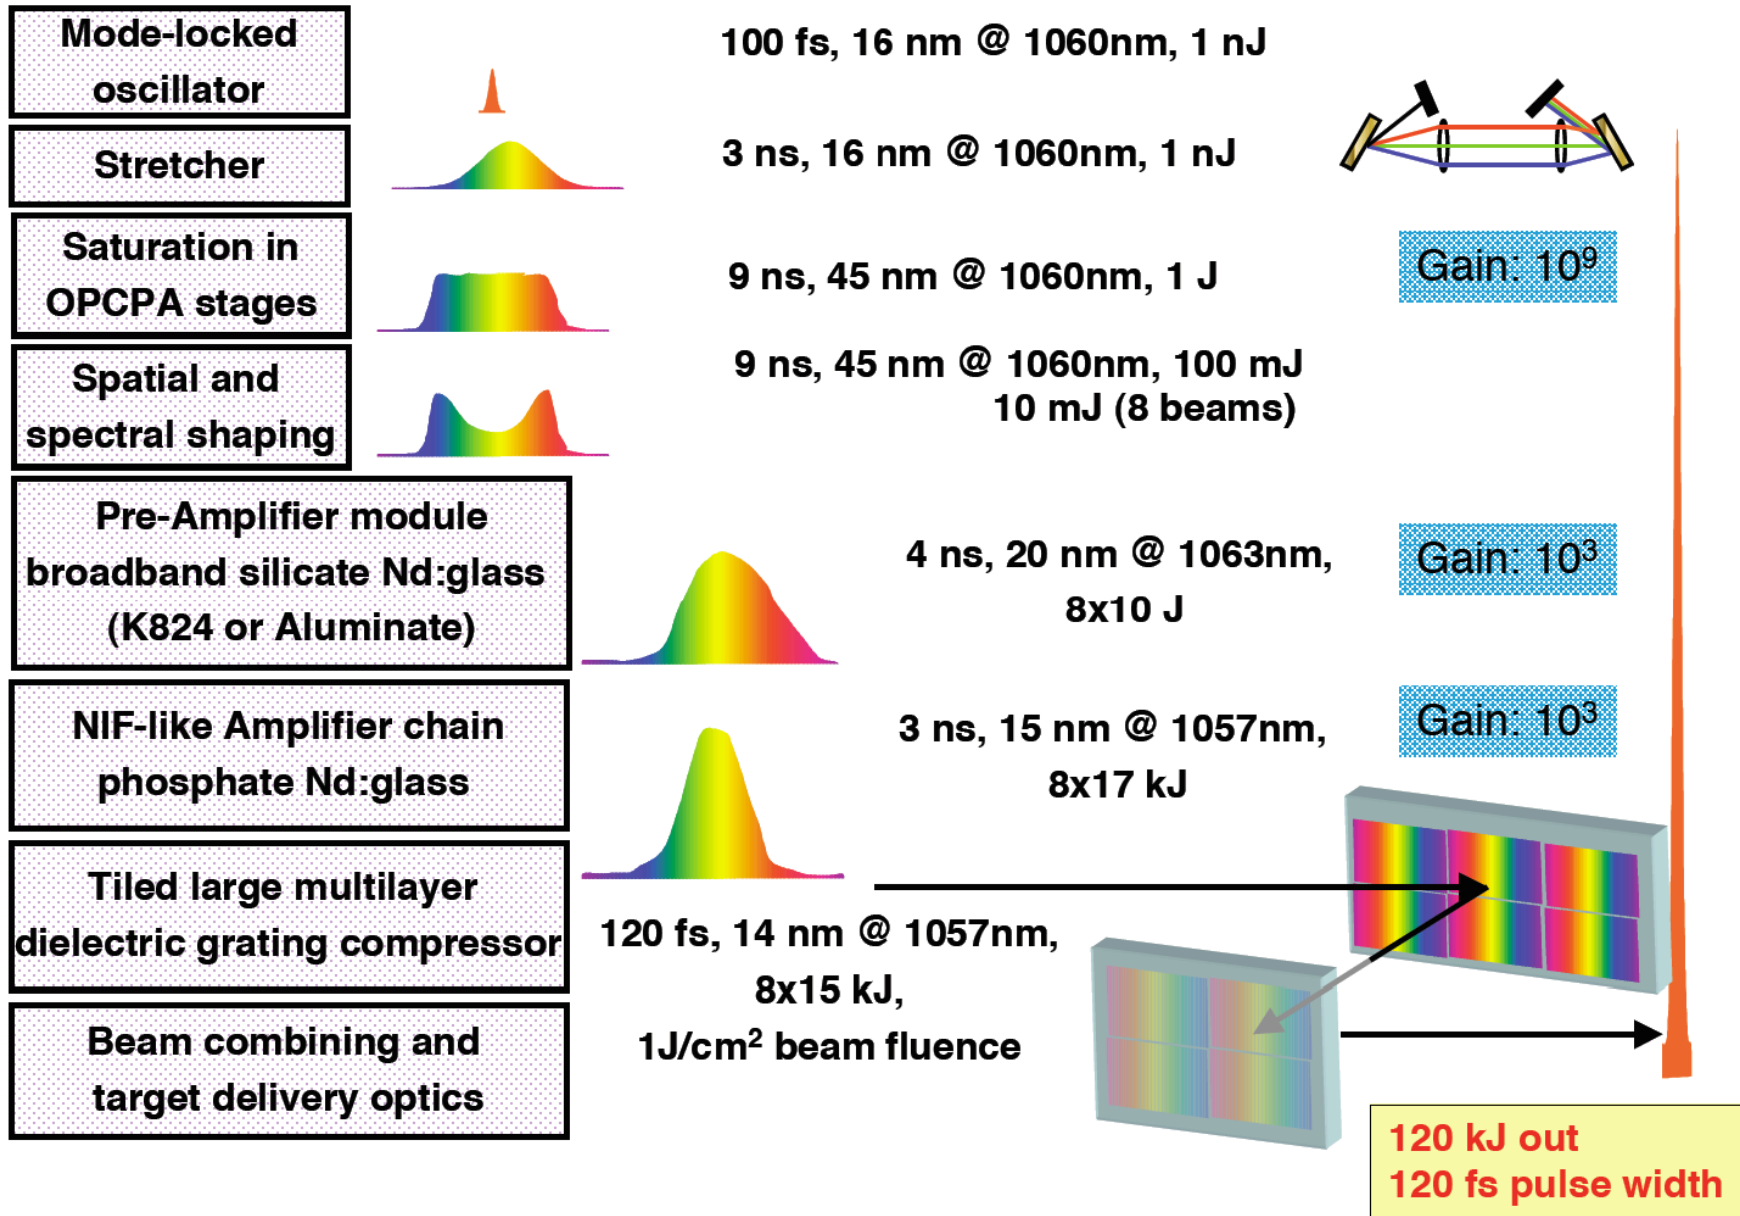 Mode-locked
oscillator
100 fs, 16 nm @ 1060nm, 1 nJ
Stretcher
3 ns, 16 nm @ 1060nm, 1 nJ
Saturation in
OPCPA stages
9 ns, 45 nm @ 1060nm, 1 J
Gain: 10⁹
Spatial and
spectral shaping
9 ns, 45 nm @ 1060nm, 100 mJ
10 mJ (8 beams)
Pre-Amplifier module
broadband silicate Nd:glass
(K824 or Aluminate)
4 ns, 20 nm @ 1063nm,
8x10 J
Gain: 10³
NIF-like Amplifier chain
phosphate Nd:glass
3 ns, 15 nm @ 1057nm,
8x17 kJ
Gain: 10³
Tiled large multilayer
dielectric grating compressor
120 fs, 14 nm @ 1057nm,
8x15 kJ,
1J/cm² beam fluence
Beam combining and
target delivery optics
120 kJ out
120 fs pulse width